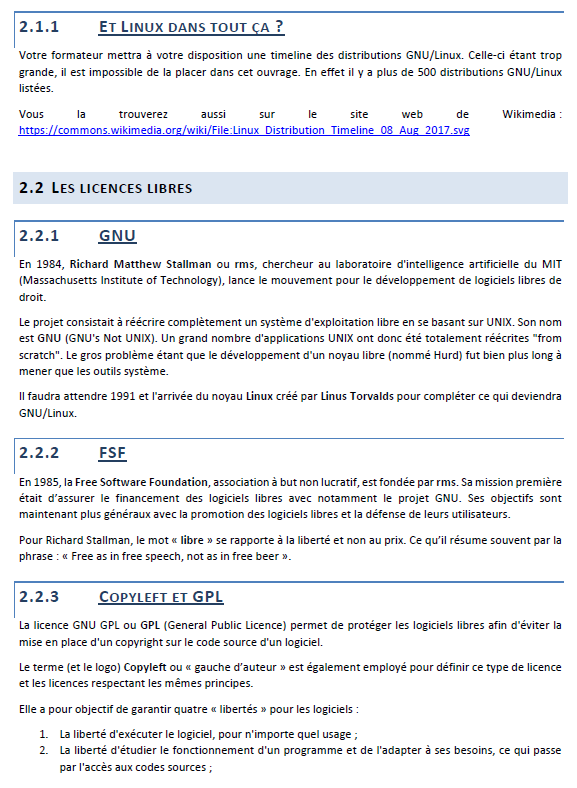 2.1.1 Et Linux dans tout ça ?
Votre formateur mettra à votre disposition une timeline des distributions GNU/Linux. Celle-ci étant trop
grande, il est impossible de la placer dans cet ouvrage. En effet il y a plus de 500 distributions GNU/Linux
listées.
Vous la trouverez aussi sur le site web de Wikimedia :
https://commons.wikimedia.org/wiki/File:Linux_Distribution_Timeline_08_Aug_2017.svg
2.2 Les licences libres
2.2.1 GNU
En 1984, Richard Matthew Stallman ou rms, chercheur au laboratoire d'intelligence artificielle du MIT
(Massachusetts Institute of Technology), lance le mouvement pour le développement de logiciels libres de
droit.
Le projet consistait à réécrire complètement un système d'exploitation libre en se basant sur UNIX. Son nom
est GNU (GNU's Not UNIX). Un grand nombre d'applications UNIX ont donc été totalement réécrites "from
scratch". Le gros problème étant que le développement d'un noyau libre (nommé Hurd) fut bien plus long à
mener que les outils système.
Il faudra attendre 1991 et l'arrivée du noyau Linux créé par Linus Torvalds pour compléter ce qui deviendra
GNU/Linux.
2.2.2 FSF
En 1985, la Free Software Foundation, association à but non lucratif, est fondée par rms. Sa mission première
était d’assurer le financement des logiciels libres avec notamment le projet GNU. Ses objectifs sont
maintenant plus généraux avec la promotion des logiciels libres et la défense de leurs utilisateurs.
Pour Richard Stallman, le mot « libre » se rapporte à la liberté et non au prix. Ce qu’il résume souvent par la
phrase : « Free as in free speech, not as in free beer ».
2.2.3 Copyleft et GPL
La licence GNU GPL ou GPL (General Public Licence) permet de protéger les logiciels libres afin d'éviter la
mise en place d'un copyright sur le code source d'un logiciel.
Le terme (et le logo) Copyleft ou « gauche d’auteur » est également employé pour définir ce type de licence
et les licences respectant les mêmes principes.
Elle a pour objectif de garantir quatre « libertés » pour les logiciels :
1. La liberté d'exécuter le logiciel, pour n'importe quel usage ;
2. La liberté d'étudier le fonctionnement d'un programme et de l'adapter à ses besoins, ce qui passe
par l'accès aux codes sources ;